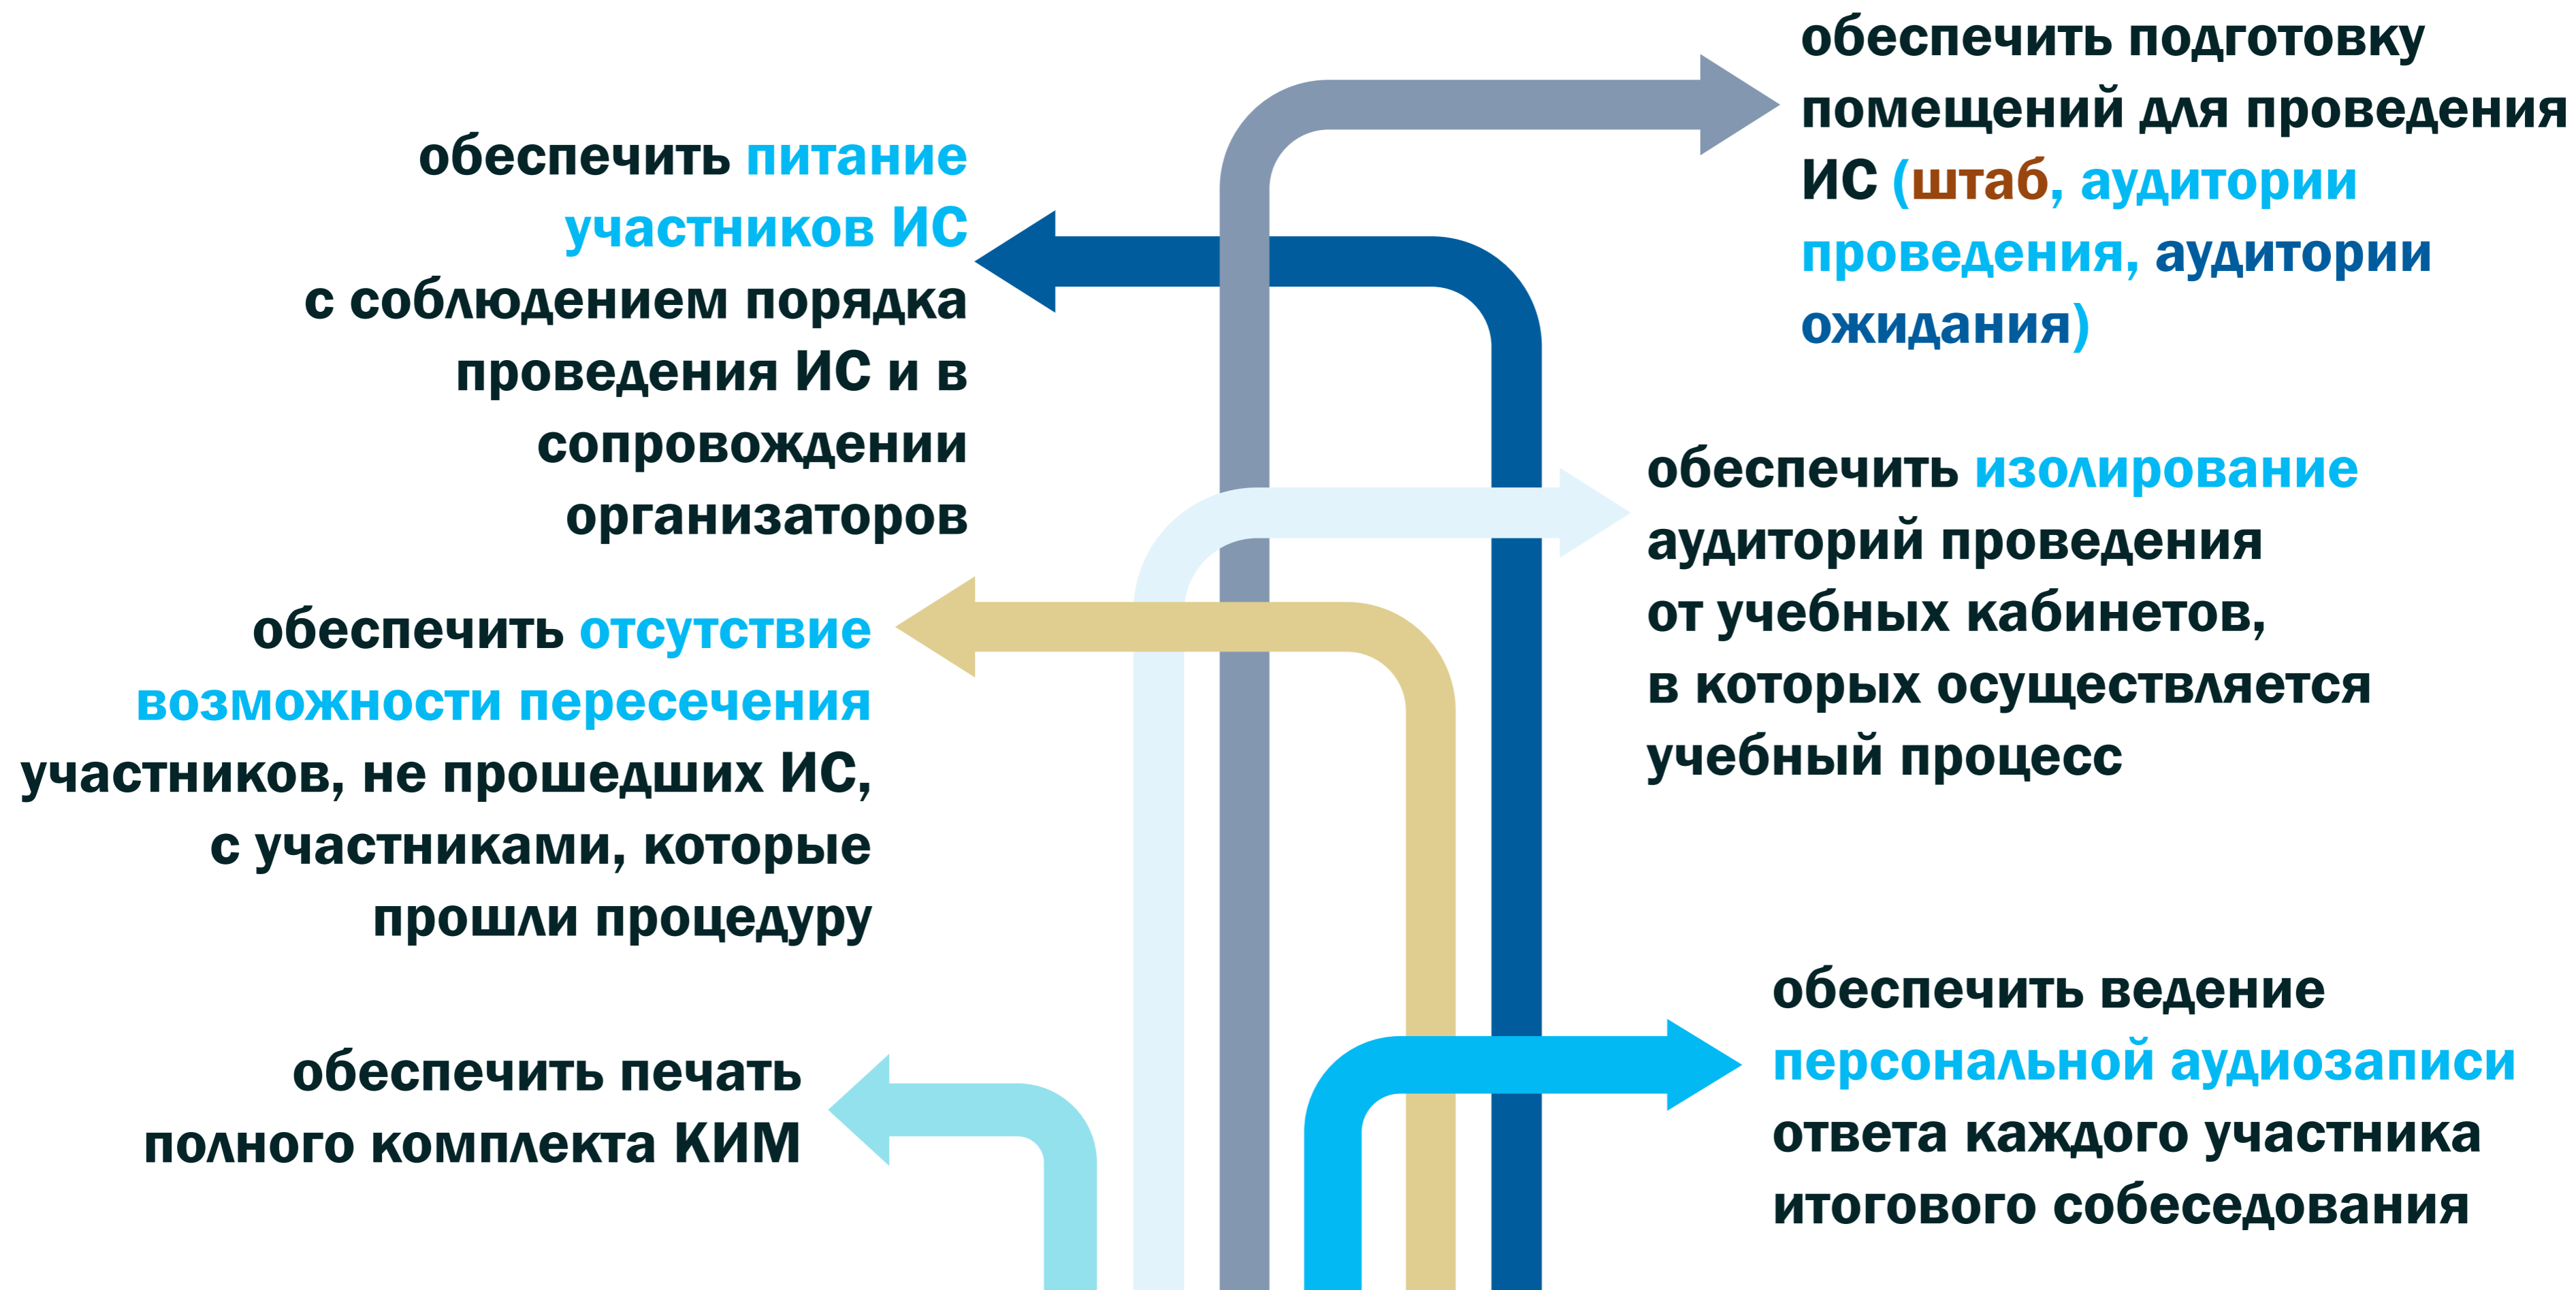 обеспечить питание
участников ИС
с соблюдением порядка
проведения ИС и в
сопровождении
организаторов
обеспечить отсутствие
возможности пересечения
участников, не прошедших ИС,
с участниками, которые
прошли процедуру
обеспечить печать
полного комплекта КИМ
обеспечить подготовку
помещений для проведения
ИС (штаб, аудитории
проведения, аудитории
ожидания)
обеспечить изолирование
аудиторий проведения
от учебных кабинетов,
в которых осуществляется
учебный процесс
обеспечить ведение
персональной аудиозаписи
ответа каждого участника
итогового собеседования